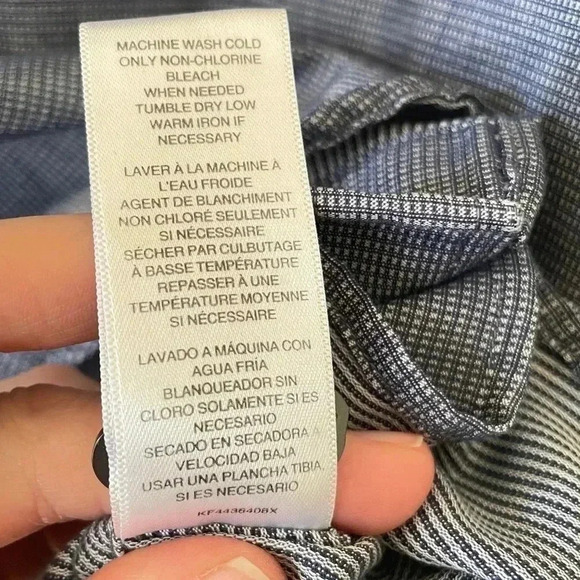 MACHINE WASH COLD
ONLY NON-CHLORINE
BLEACH
WHEN NEEDED
TUMBLE DRY LOW
WARM IRON IF
NECESSARY
LAVER À LA MACHINE À
L'EAU FROIDE
AGENT DE BLANCHIMENT
NON CHLORÉ SEULEMENT
SI NÉCESSAIRE
SÉCHER PAR CULBUTAGE
À BASSE TEMPÉRATURE
REPASSER À UNE
TEMPÉRATURE MOYENNE
SI NÉCESSAIRE
LAVADO A MÁQUINA CON
AGUA FRÍA
BLANQUEADOR SIN
CLORO SOLAMENTE SI ES
NECESARIO
SECADO EN SECADORA A
VELOCIDAD BAJA
USAR UNA PLANCHA TIBIA,
SI ES NECESARIO
KF443640BX